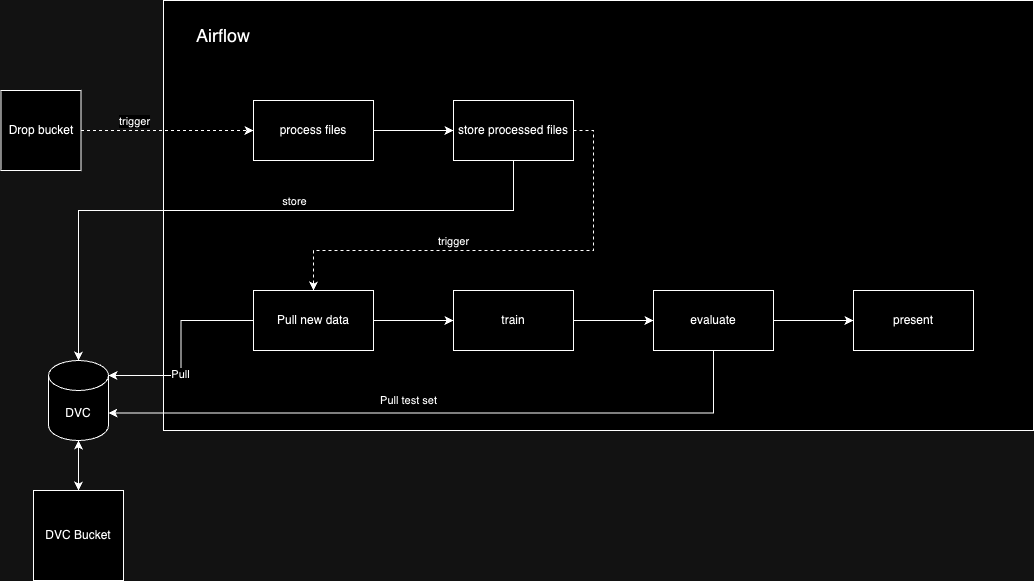 Airflow
Drop bucket
trigger
process files
store processed files
store
trigger
Pull new data
train
evaluate
present
Pull
Pull test set
DVC
DVC Bucket